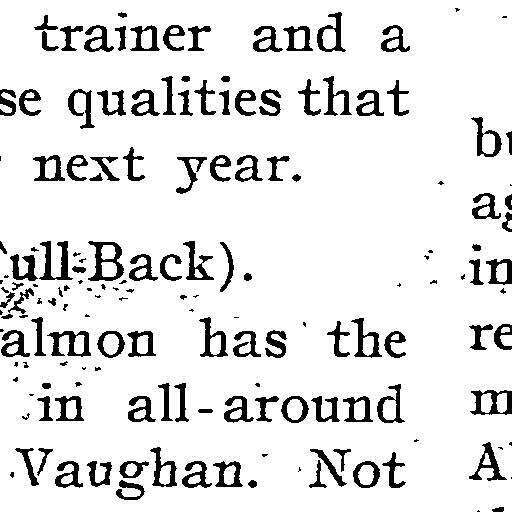 trainer and a
se qualities that
next year.
ull-Back).
almon has the
in all-around
Vaughan. Not
bu
ag
in
re
m
Al